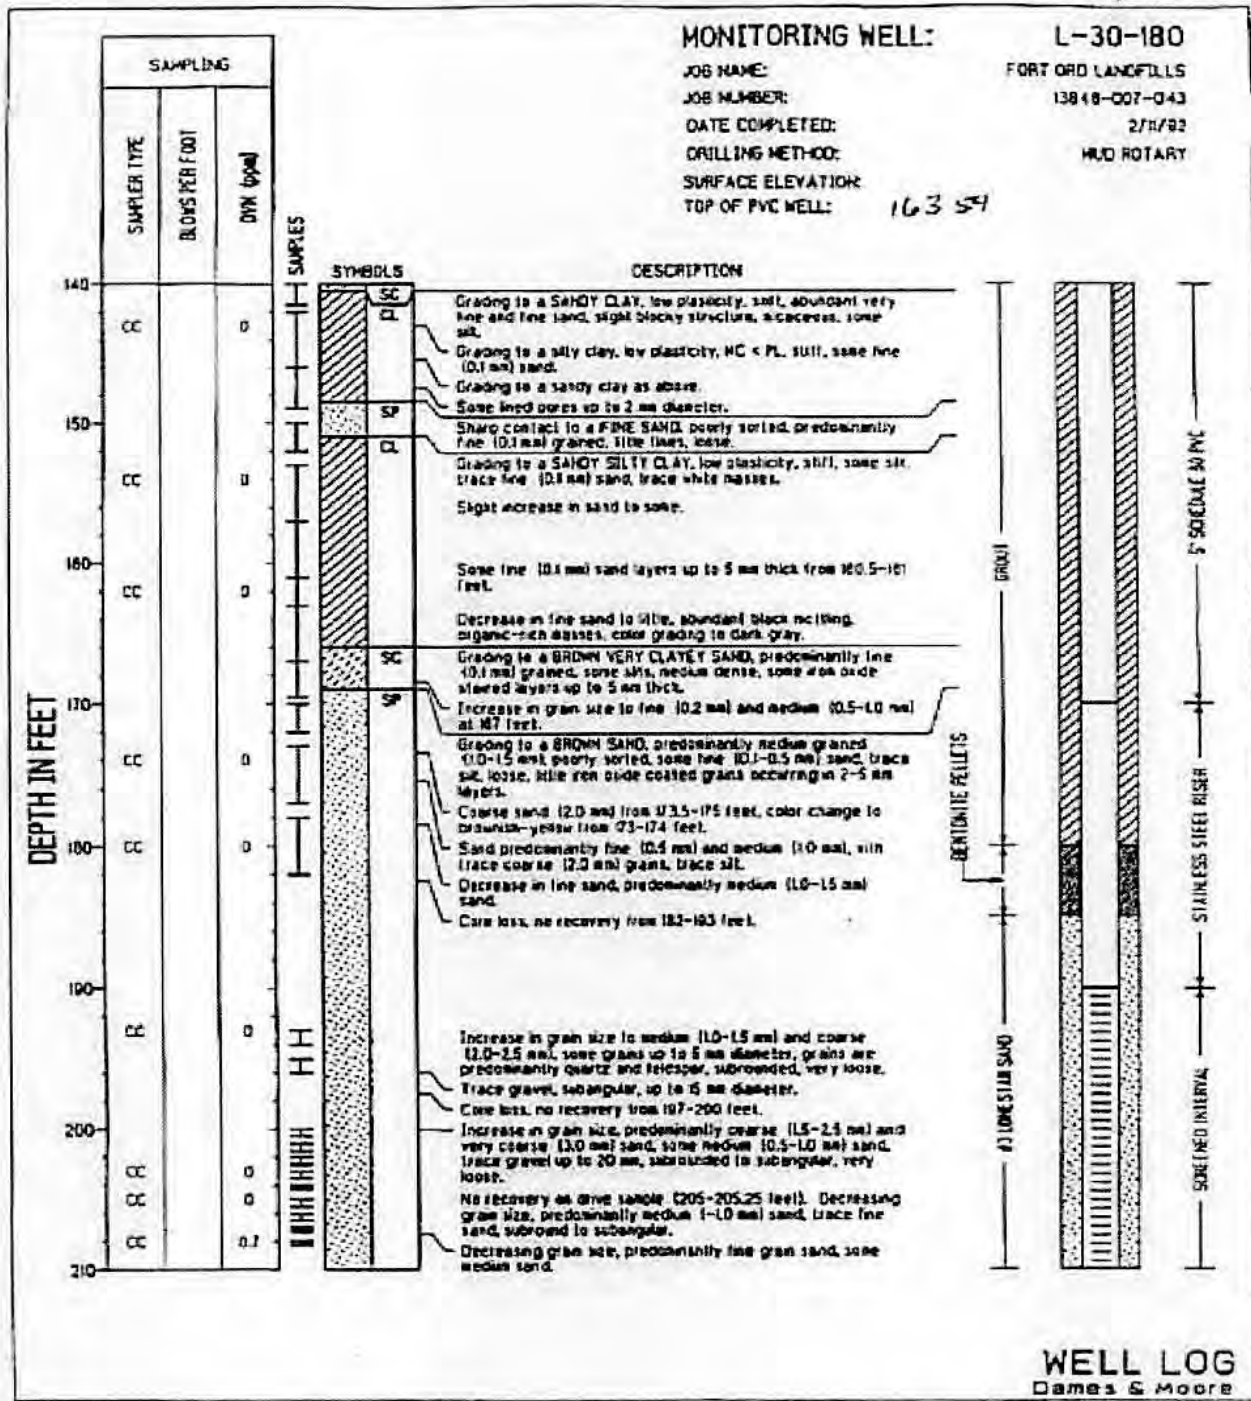 MONITORING WELL: L-30-180
JOB NAME: FORT ORD LANDFILLS
JOB NUMBER: 13848-007-043
DATE COMPLETED: 2/11/92
DRILLING METHOD: MUD ROTARY
SURFACE ELEVATION:
TOP OF PVC WELL: 163 54
SAMPLING
SAMPLER TYPE
BLOWS PER FOOT
OVM (ppm)
SAMPLES
SYMBOLS
DESCRIPTION
DEPTH IN FEET
140
SC
CL
Grading to a SANDY CLAY, low plasticity, stiff, abundant very
fine and fine sand, slight blocky structure, micaceous, some
silt.
CC 0
Grading to a silty clay, low plasticity, MC < PL, stiff, some fine
(0.1 mm) sand.
Grading to a sandy clay as above.
Some lined pores up to 2 mm diameter.
SP
150
Sharp contact to a FINE SAND, poorly sorted, predominantly
fine (0.1 mm) grained, little fines, loose.
CL
Grading to a SANDY SILTY CLAY, low plasticity, stiff, some silt,
trace fine (0.1 mm) sand, trace white masses.
CC 0
Slight increase in sand to some.
160
Some fine (0.1 mm) sand layers up to 5 mm thick from 160.5-161
feet.
CC 0
Decrease in fine sand to little, abundant black mottling,
organic-rich masses, color grading to dark gray.
SC
Grading to a BROWN VERY CLAYEY SAND, predominantly fine
(0.1 mm) grained, some silts, medium dense, some iron oxide
stained layers up to 5 mm thick.
170
Increase in grain size to fine (0.2 mm) and medium (0.5-1.0 mm)
at 167 feet.
Grading to a BROWN SAND, predominantly medium grained
(1.0-1.5 mm), poorly sorted, some fine (0.1-0.5 mm) sand, trace
silt, loose, little iron oxide coated grains occurring in 2-5 mm
layers.
CC 0
Coarse sand (2.0 mm) from 173.5-175 feet, color change to
brownish-yellow from 173-174 feet.
180
CC 0
Sand predominantly fine (0.5 mm) and medium (1.0 mm), with
trace coarse (2.0 mm) grains, trace silt.
Decrease in fine sand, predominantly medium (1.0-1.5 mm)
sand.
Core loss, no recovery from 182-193 feet.
190
CC 0
Increase in grain size to medium (1.0-1.5 mm) and coarse
(2.0-2.5 mm), some grains up to 5 mm diameter, grains are
predominantly quartz and feldspar, subrounded, very loose.
Trace gravel, subangular, up to 15 mm diameter.
Core loss, no recovery from 197-200 feet.
200
Increase in grain size, predominantly coarse (1.5-2.5 mm) and
very coarse (3.0 mm) sand, some medium (0.5-1.0 mm) sand,
trace gravel up to 20 mm, subrounded to subangular, very
loose.
CC 0
CC 0
No recovery on drive sample (205-205.25 feet). Decreasing
grain size, predominantly medium (-1.0 mm) sand, trace fine
sand, subround to subangular.
CC
Decreasing grain size, predominantly fine grain sand, some
medium sand.
210
GROUT
BENTONITE PELLETS
#3 LONESTAR SAND
STAINLESS STEEL RISER
SCREENED INTERVAL
WELL LOG
Dames & Moore